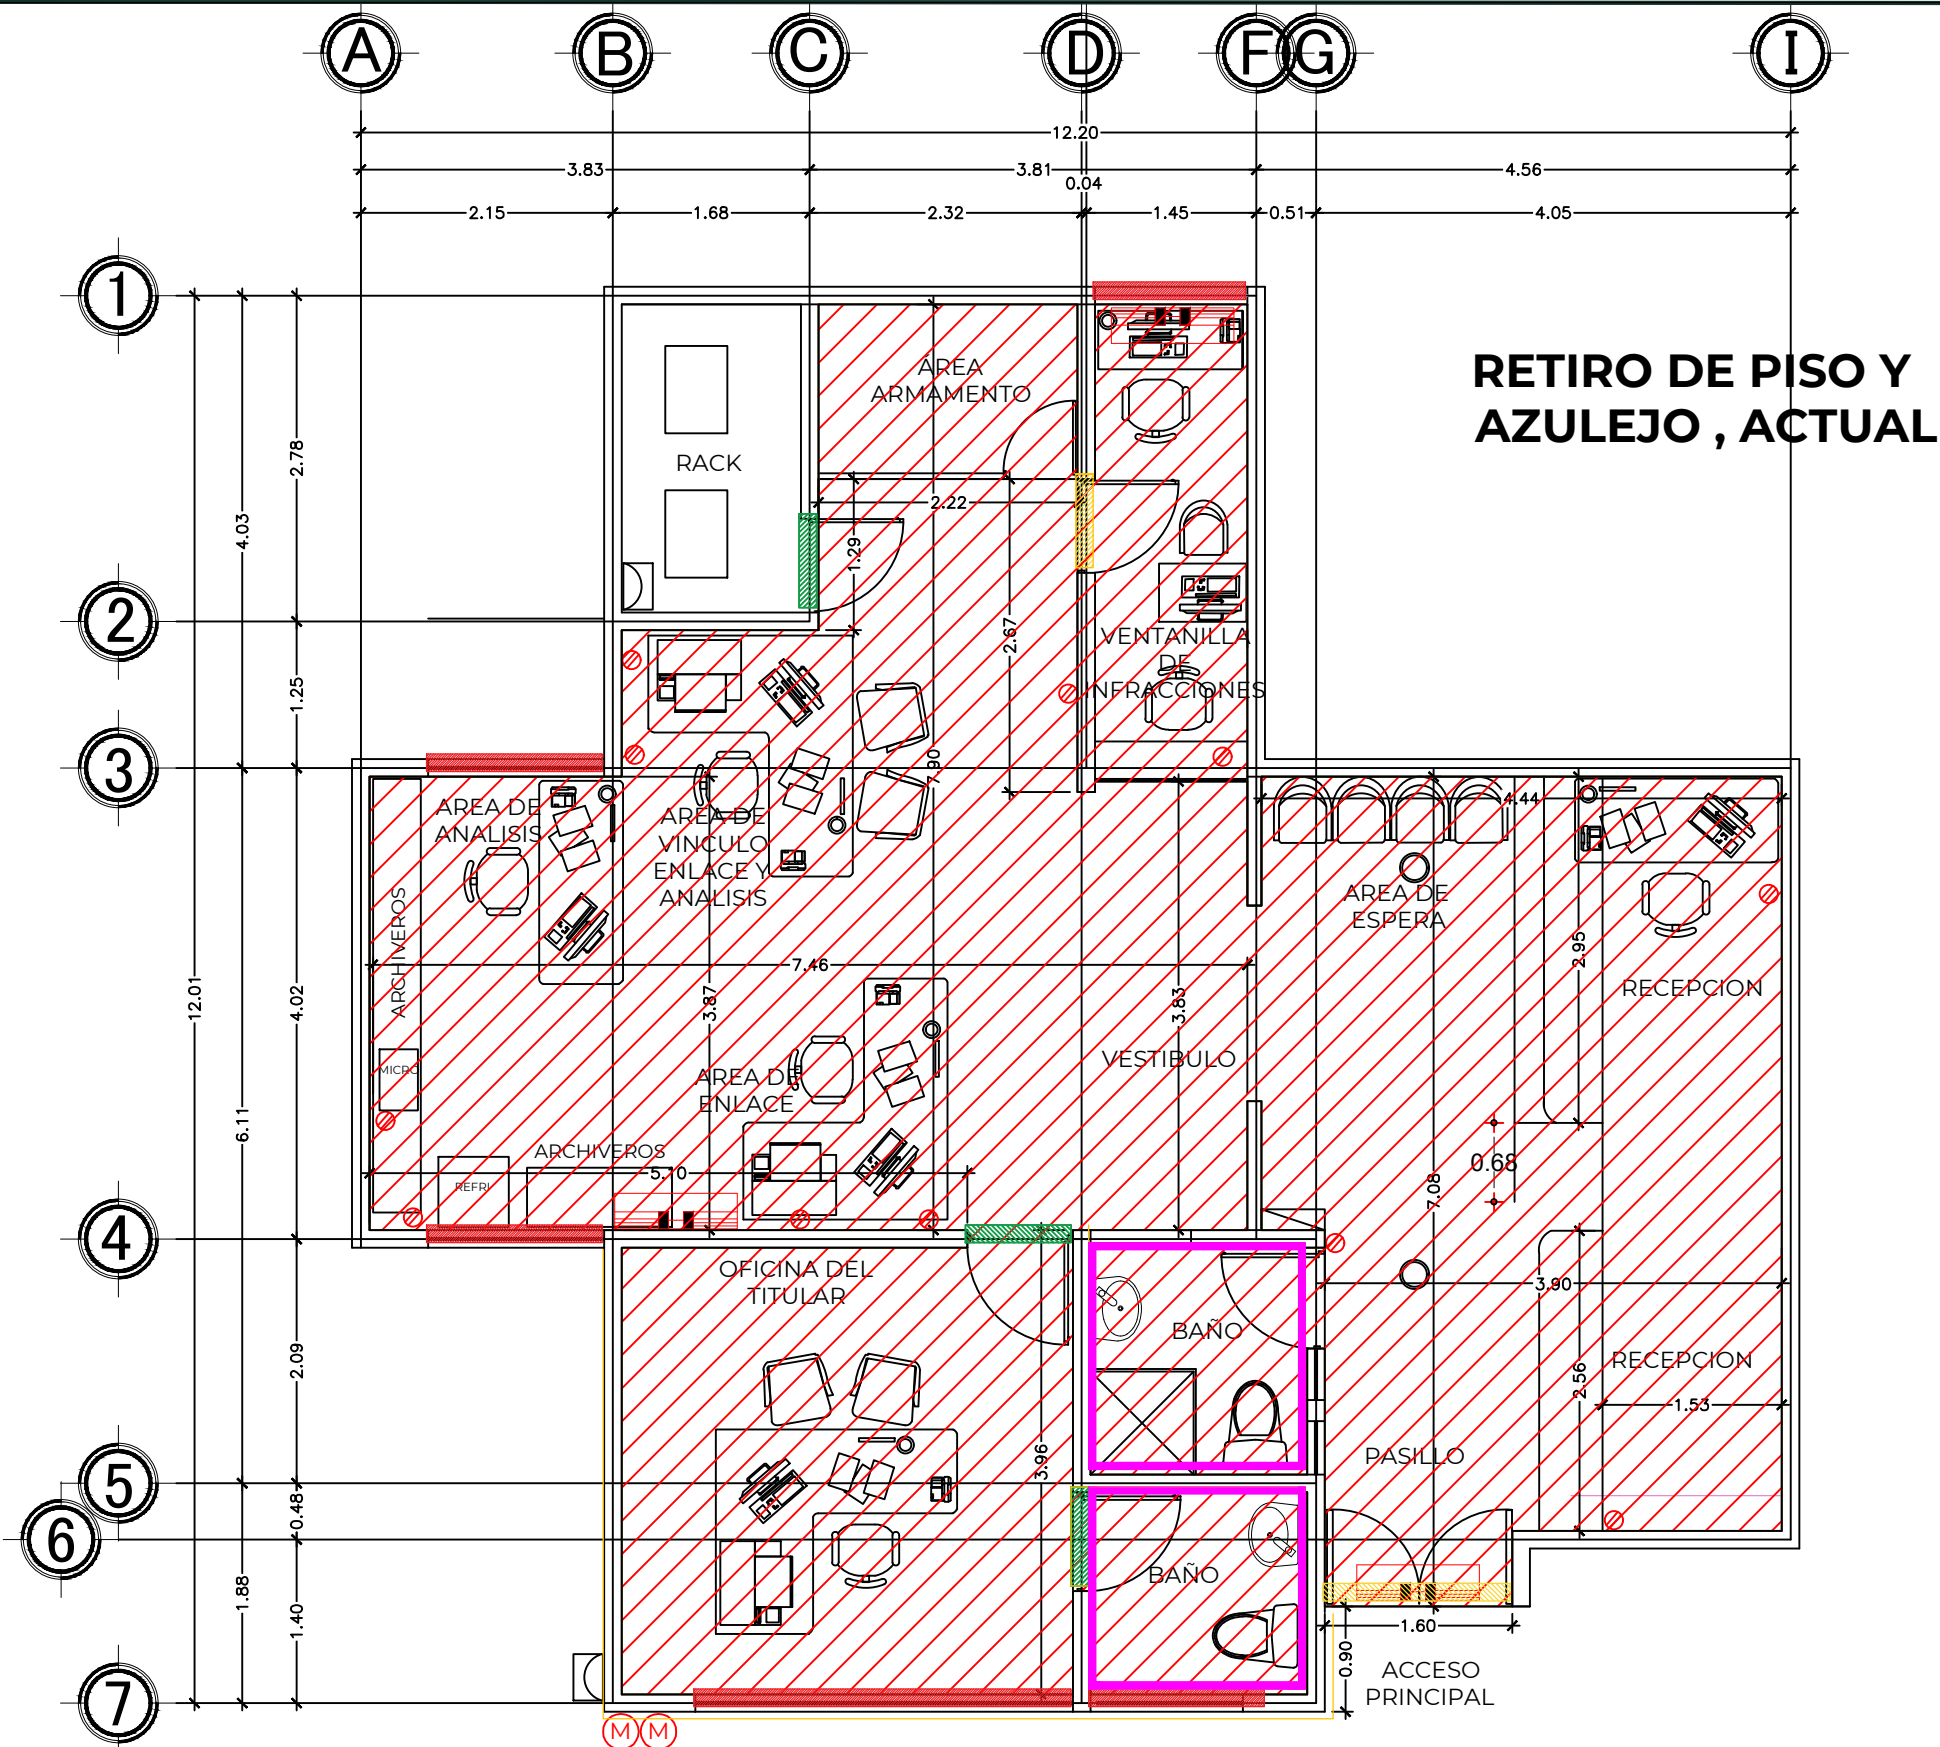 A B C D F G I
12.20
3.83 3.81 4.56
0.04
2.15 1.68 2.32 1.45 0.51 4.05
1
2
3
4
5
6
7
12.01
4.03
6.11
1.88
2.78
1.25
4.02
2.09
0.48
1.40
RETIRO DE PISO Y
AZULEJO , ACTUAL
ÁREA
ARMAMENTO
RACK
2.22
1.29
2.67
VENTANILLA
DE
INFRACCIONES
7.90
4.44
AREA DE
ANALISIS
AREA DE
VINCULO
ENLACE Y
ANALISIS
ARCHIVEROS
AREA DE
ESPERA
2.95
RECEPCION
7.46
3.87
3.83
VESTIBULO
MICRO
AREA DE
ENLACE
ARCHIVEROS
REFRI
0.68
7.08
OFICINA DEL
TITULAR
3.90
BAÑO
RECEPCION
2.56
1.53
3.96
PASILLO
BAÑO
1.60
0.90
ACCESO
PRINCIPAL
M M